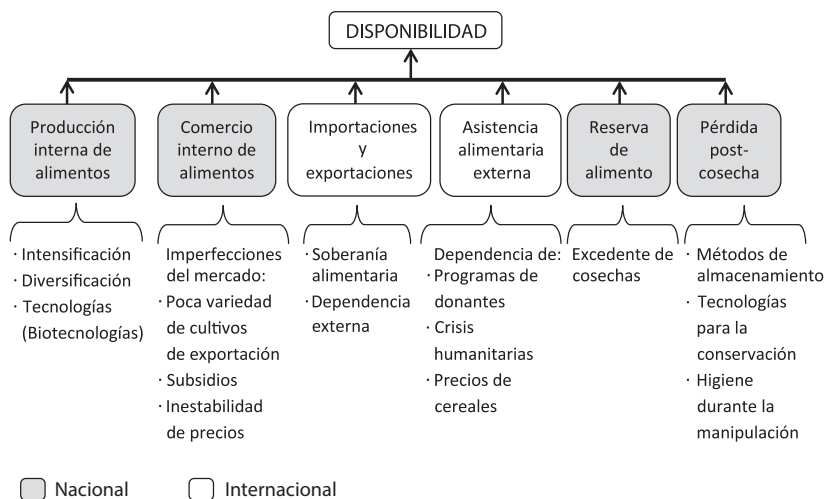 DISPONIBILIDAD
Producción
interna de
alimentos
Comercio
interno de
alimentos
Importaciones
y
exportaciones
Asistencia
alimentaria
externa
Reserva
de
alimento
Pérdida
post-
cosecha
· Intensificación
· Diversificación
· Tecnologías
(Biotecnologías)
Imperfecciones
del mercado:
· Poca variedad
de cultivos
de exportación
· Subsidios
· Inestabilidad
de precios
· Soberanía
alimentaria
· Dependencia
externa
Dependencia de:
· Programas de
donantes
· Crisis
humanitarias
· Precios de
cereales
Excedente de
cosechas
· Métodos de
almacenamiento
· Tecnologías
para la
conservación
· Higiene
durante la
manipulación
Nacional
Internacional